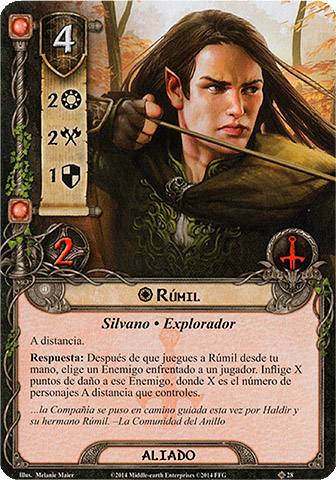 4
2
2
1
2
Rúmil
Silvano • Explorador
A distancia.
Respuesta: Después de que juegues a Rúmil desde tu
mano, elige un Enemigo enfrentado a un jugador. Inflige X
puntos de daño a ese Enemigo, donde X es el número de
personajes A distancia que controles.
...la Compañia se puso en camino guiada esta vez por Haldir y
su hermano Rúmil. –La Comunidad del Anillo
ALIADO
Illus. Melanie Maier
©2014 Middle-earth Enterprises ©2014 FFG
28